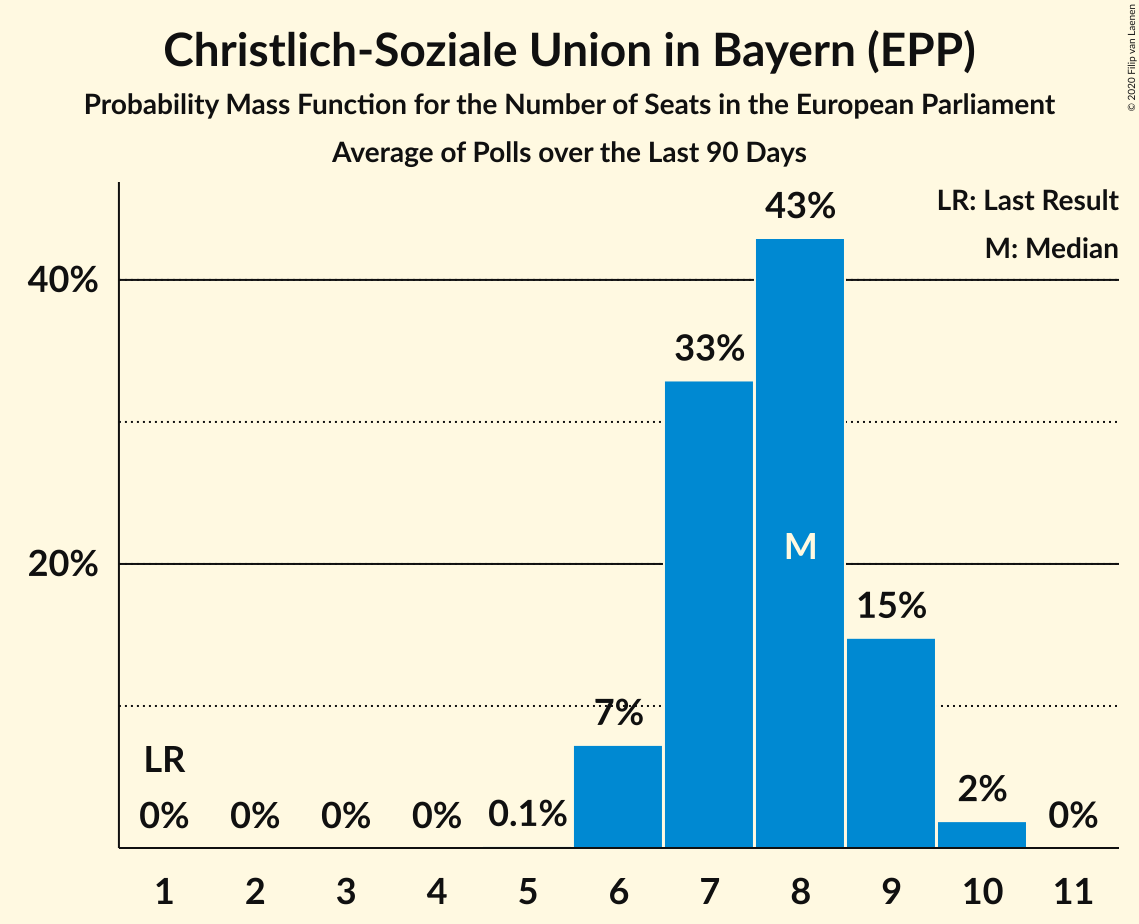 Christlich-Soziale Union in Bayern (EPP)
Probability Mass Function for the Number of Seats in the European Parliament
Average of Polls over the Last 90 Days
© 2020 Filip van Laenen
LR: Last Result
M: Median
43%
40%
33%
M
20%
15%
7%
LR
2%
0% 0% 0% 0% 0.1% 0%
1 2 3 4 5 6 7 8 9 10 11